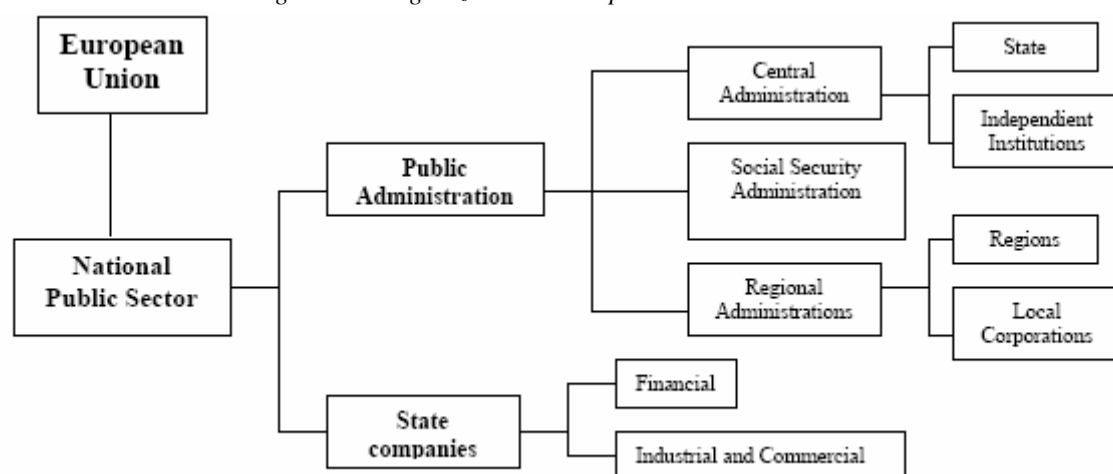 European
Union
State
Central
Administration
Independient
Institutions
Public
Administration
Social Security
Administration
National
Public Sector
Regions
Regional
Administrations
Local
Corporations
Financial
State
companies
Industrial and Commercial